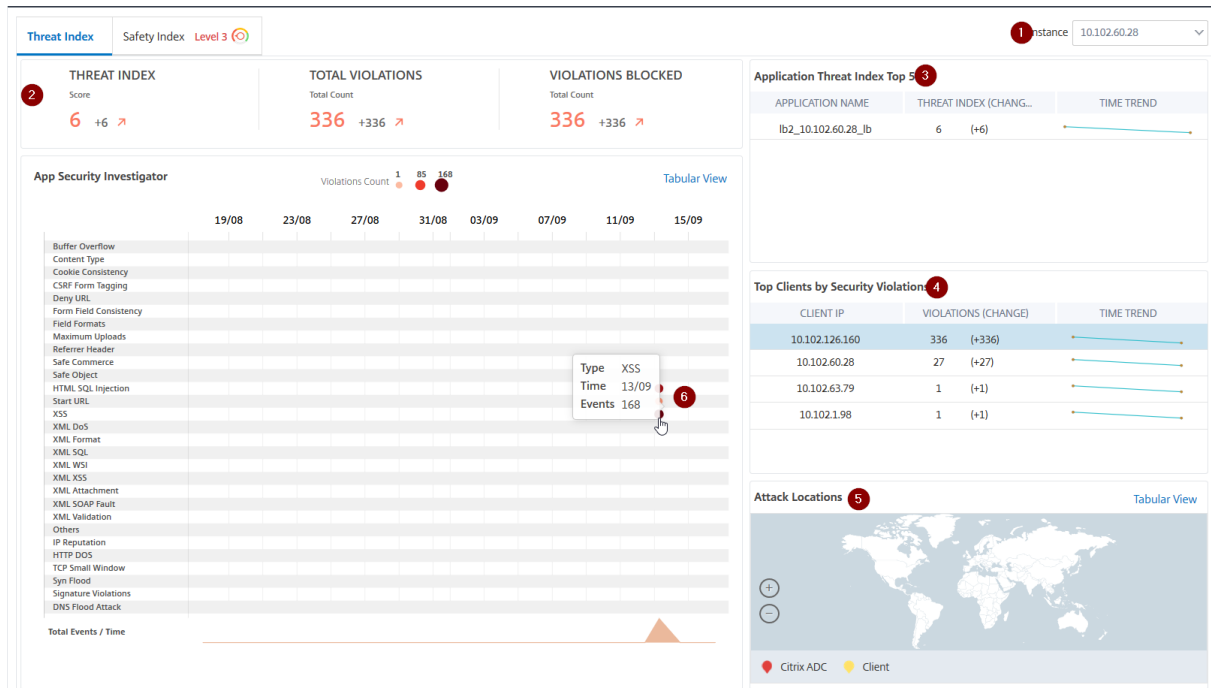 Threat Index
Safety Index Level 3
1 nstance 10.102.60.28
2
THREAT INDEX
Score
6 +6
TOTAL VIOLATIONS
Total Count
336 +336
VIOLATIONS BLOCKED
Total Count
336 +336
Application Threat Index Top 5 3
APPLICATION NAME THREAT INDEX (CHANG... TIME TREND
lb2_10.102.60.28_lb 6 (+6)
App Security Investigator
Violations Count 1 85 168
Tabular View
19/08 23/08 27/08 31/08 03/09 07/09 11/09 15/09
Buffer Overflow
Content Type
Cookie Consistency
CSRF Form Tagging
Deny URL
Form Field Consistency
Field Formats
Maximum Uploads
Referrer Header
Safe Commerce
Safe Object
HTML SQL Injection
Start URL
XSS
XML DoS
XML Format
XML SQL
XML WSI
XML XSS
XML Attachment
XML SOAP Fault
XML Validation
Others
IP Reputation
HTTP DOS
TCP Small Window
Syn Flood
Signature Violations
DNS Flood Attack
Total Events / Time
Type XSS
Time 13/09
Events 168
6
Top Clients by Security Violation 4
CLIENT IP VIOLATIONS (CHANGE) TIME TREND
10.102.126.160 336 (+336)
10.102.60.28 27 (+27)
10.102.63.79 1 (+1)
10.102.1.98 1 (+1)
Attack Locations 5
Tabular View
+
−
Citrix ADC Client